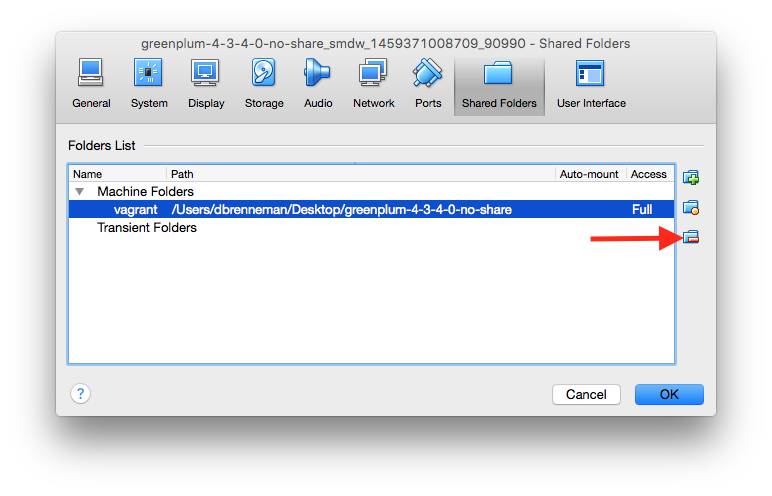 greenplum-4-3-4-0-no-share_smdw_1459371008709_90990 - Shared Folders
General System Display Storage Audio Network Ports Shared Folders User Interface
Folders List
Name Path Auto-mount Access
Machine Folders
vagrant /Users/dbrenneman/Desktop/greenplum-4-3-4-0-no-share Full
Transient Folders
? Cancel OK